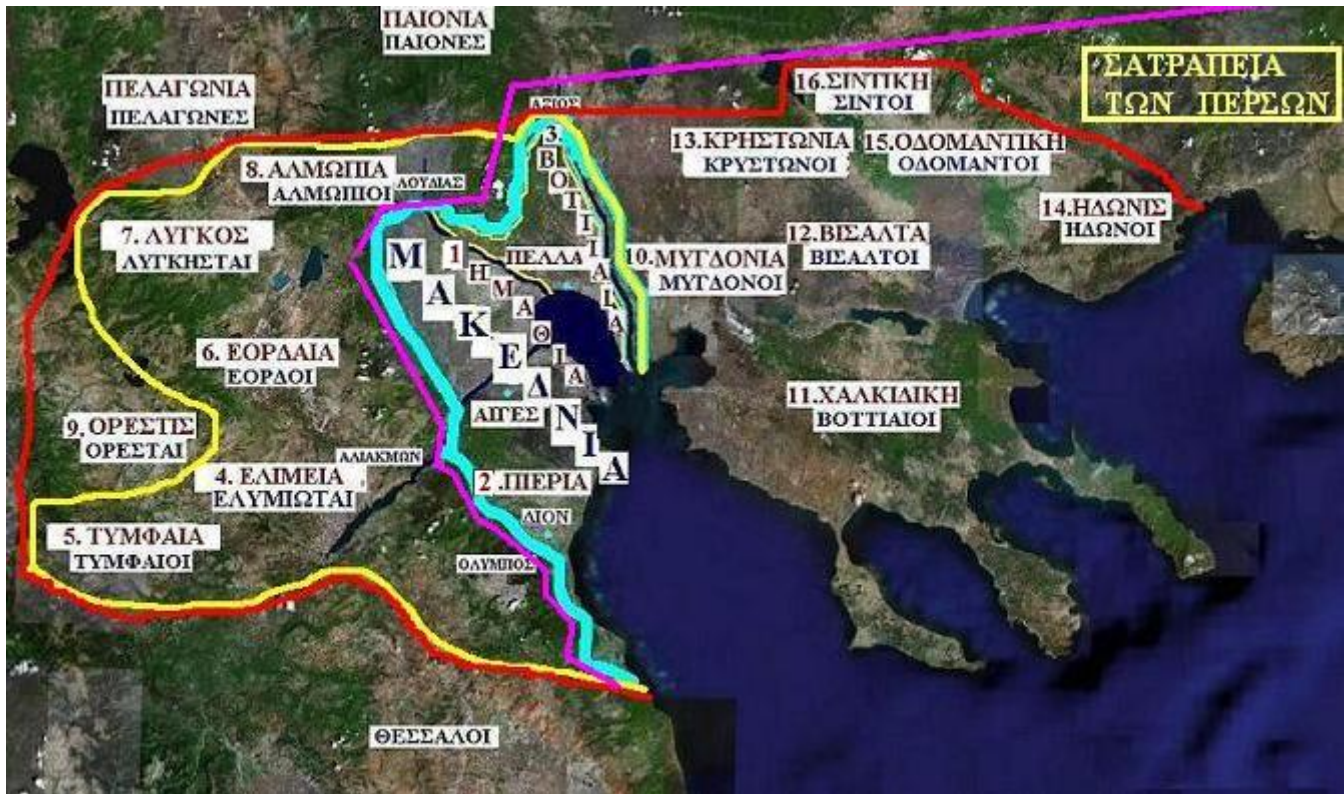 ΠΑΙΟΝΙΑ
ΠΑΙΟΝΕΣ
ΠΕΛΑΓΩΝΙΑ
ΠΕΛΑΓΩΝΕΣ
ΣΑΤΡΑΠΕΙΑ
ΤΩΝ ΠΕΡΣΩΝ
16.ΣΙΝΤΙΚΗ
ΣΙΝΤΟΙ
ΑΞΙΟΣ
13.ΚΡΗΣΤΩΝΙΑ
ΚΡΥΣΤΩΝΟΙ
15.ΟΔΟΜΑΝΤΙΚΗ
ΟΔΟΜΑΝΤΟΙ
3.
ΒΟΤΤΙΑΙΑ
8. ΑΛΜΩΠΙΑ
ΑΛΜΩΠΙΟΙ
ΛΟΥΔΙΑΣ
14.ΗΔΩΝΙΣ
ΗΔΩΝΟΙ
7. ΛΥΓΚΟΣ
ΛΥΓΚΗΣΤΑΙ
12.ΒΙΣΑΛΤΑ
ΒΙΣΑΛΤΟΙ
ΜΑΚΕΔΝΙΑ
1 ΗΜΑΘΙΑ
ΠΕΛΛΑ
10.ΜΥΓΔΟΝΙΑ
ΜΥΓΔΟΝΟΙ
6. ΕΟΡΔΑΙΑ
ΕΟΡΔΟΙ
11.ΧΑΛΚΙΔΙΚΗ
ΒΟΤΤΙΑΙΟΙ
ΑΙΓΕΣ
9. ΟΡΕΣΤΙΣ
ΟΡΕΣΤΑΙ
ΑΛΙΑΚΜΩΝ
4. ΕΛΙΜΕΙΑ
ΕΛΥΜΙΩΤΑΙ
2.ΠΙΕΡΙΑ
ΔΙΟΝ
5. ΤΥΜΦΑΙΑ
ΤΥΜΦΑΙΟΙ
ΟΛΥΜΠΟΣ
ΘΕΣΣΑΛΟΙ